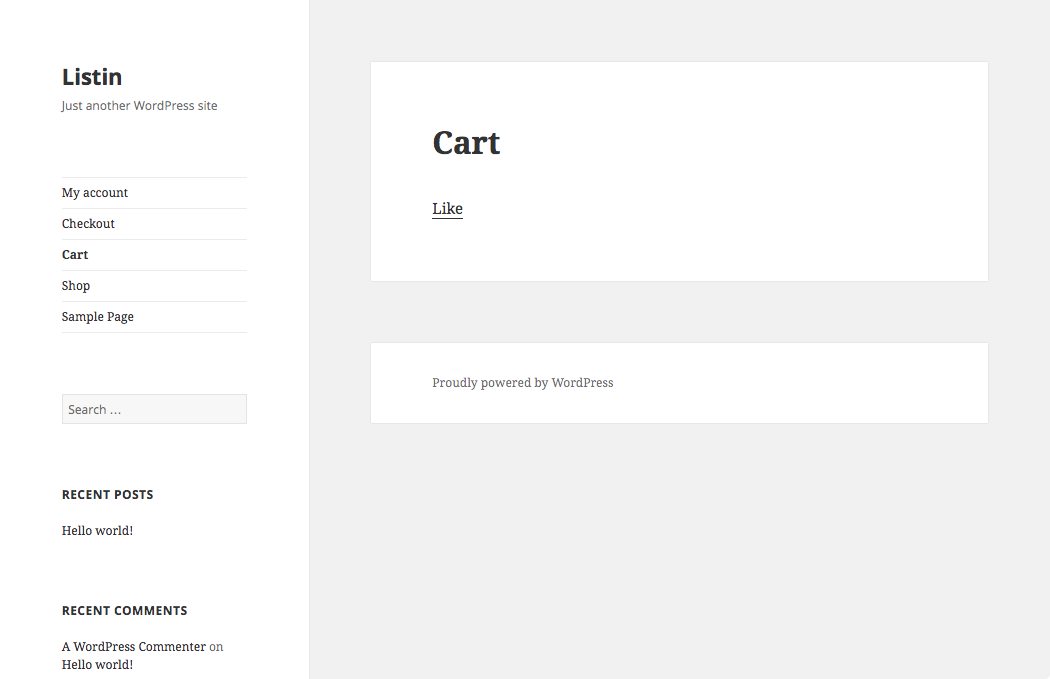 Listin
Just another WordPress site
My account
Checkout
Cart
Shop
Sample Page
Search …
RECENT POSTS
Hello world!
RECENT COMMENTS
A WordPress Commenter on
Hello world!
Cart
Like
Proudly powered by WordPress